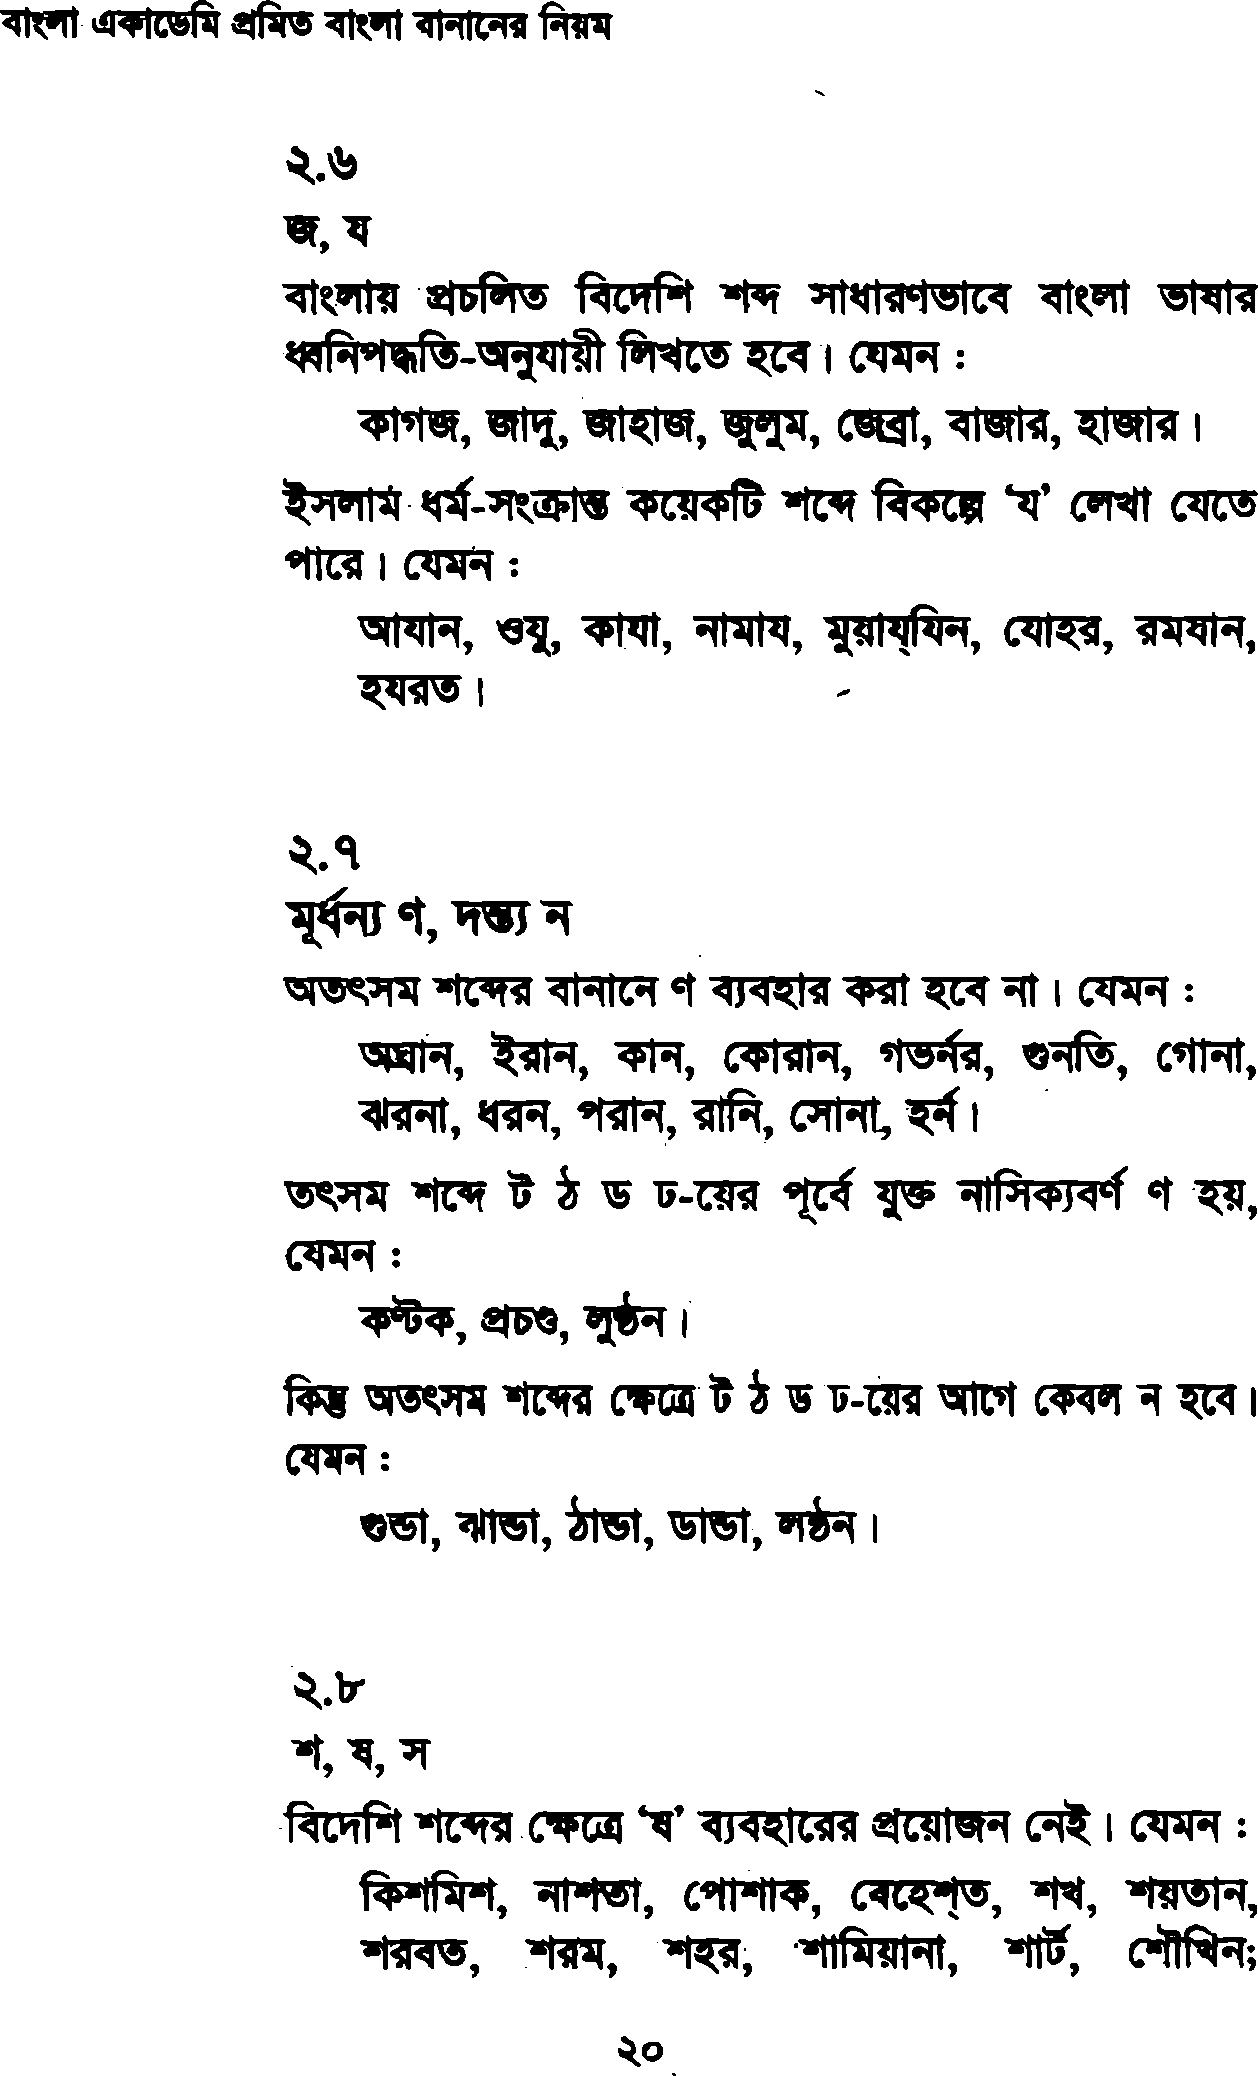 বাংলা একাডেমি প্রমিত বাংলা বানানের নিয়ম
২.৬
জ, য
বাংলায় প্রচলিত বিদেশি শব্দ সাধারণভাবে বাংলা ভাষার
ধ্বনিপদ্ধতি-অনুযায়ী লিখতে হবে। যেমন :
কাগজ, জাদু, জাহাজ, জুলুম, জেব্রা, বাজার, হাজার।
ইসলাম ধর্ম-সংক্রান্ত কয়েকটি শব্দে বিকল্পে ‘য’ লেখা যেতে
পারে। যেমন :
আযান, ওযু, কাযা, নামায, মুয়ায্‌যিন, যোহর, রমযান,
হযরত।
২.৭
মূর্ধন্য ণ, দন্ত্য ন
অতৎসম শব্দের বানানে ণ ব্যবহার করা হবে না। যেমন :
অঘ্রান, ইরান, কান, কোরান, গভর্নর, গুনতি, গোনা,
ঝরনা, ধরন, পরান, রানি, সোনা, হর্ন।
তৎসম শব্দে ট ঠ ড ঢ-য়ের পূর্বে যুক্ত নাসিক্যবর্ণ ণ হয়,
যেমন :
কণ্টক, প্রচণ্ড, লুণ্ঠন।
কিন্তু অতৎসম শব্দের ক্ষেত্রে ট ঠ ড ঢ-য়ের আগে কেবল ন হবে।
যেমন :
গুন্ডা, ঝান্ডা, ঠান্ডা, ডান্ডা, লন্ঠন।
২.৮
শ, ষ, স
বিদেশি শব্দের ক্ষেত্রে ‘ষ’ ব্যবহারের প্রয়োজন নেই। যেমন :
কিশমিশ, নাশতা, পোশাক, বেহেশ্‌ত, শখ, শয়তান,
শরবত, শরম, শহর, শামিয়ানা, শার্ট, শৌখিন;
২০